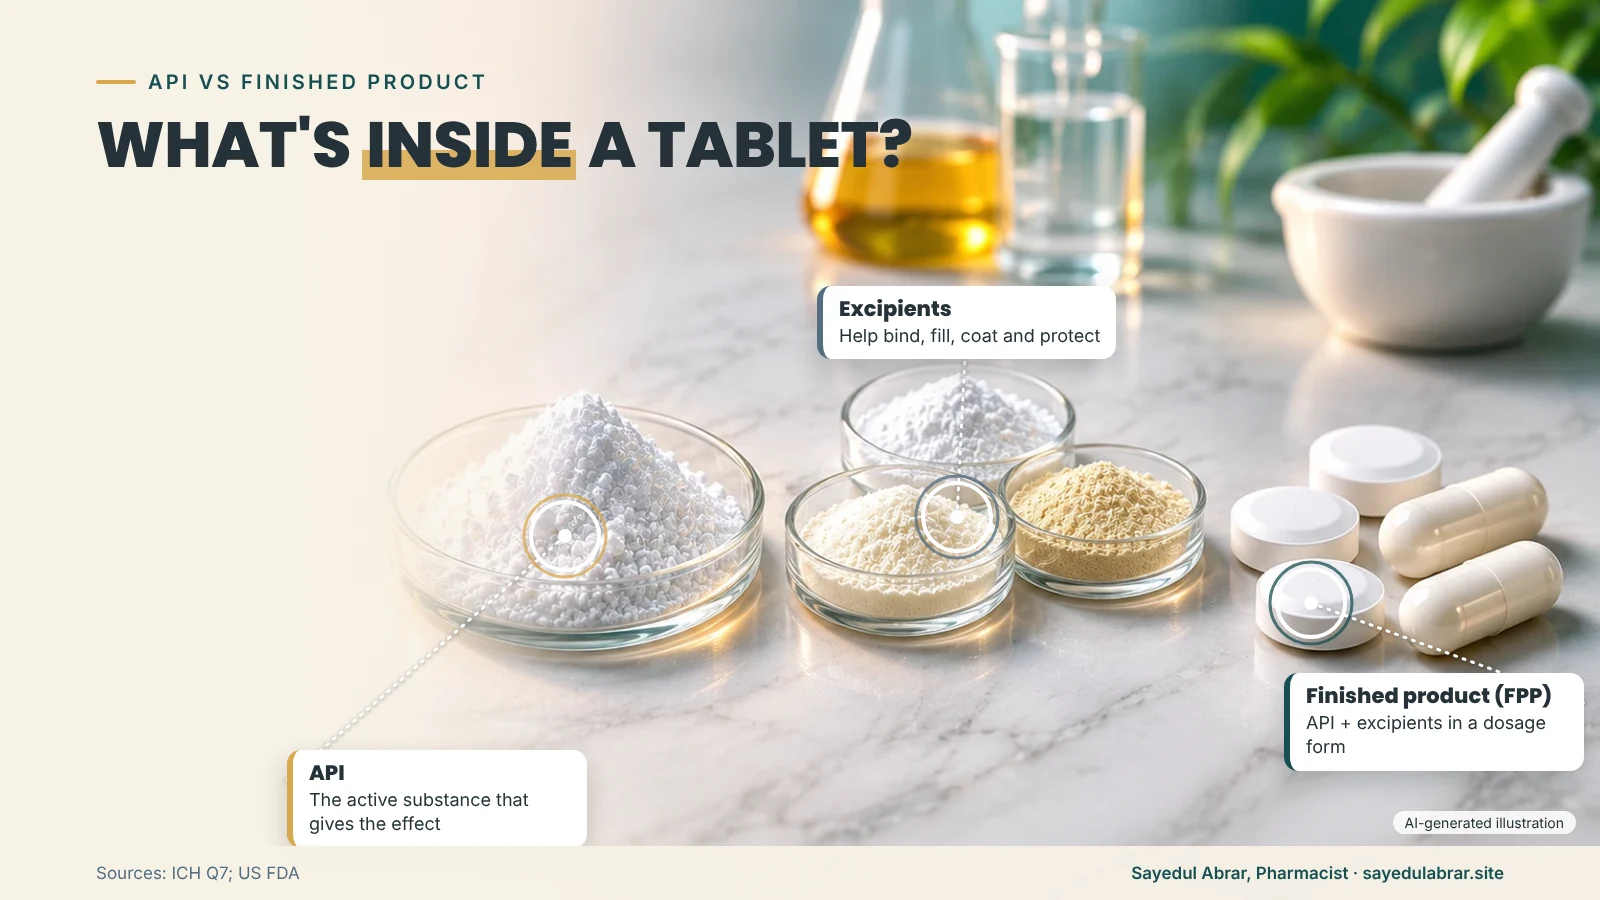 API VS FINISHED PRODUCT
WHAT'S INSIDE A TABLET?
Excipients
Help bind, fill, coat and protect
Finished product (FPP)
API + excipients in a dosage
form
API
The active substance that
gives the effect
AI-generated illustration
Sources: ICH Q7; US FDA
Sayedul Abrar, Pharmacist · sayedulabrar.site